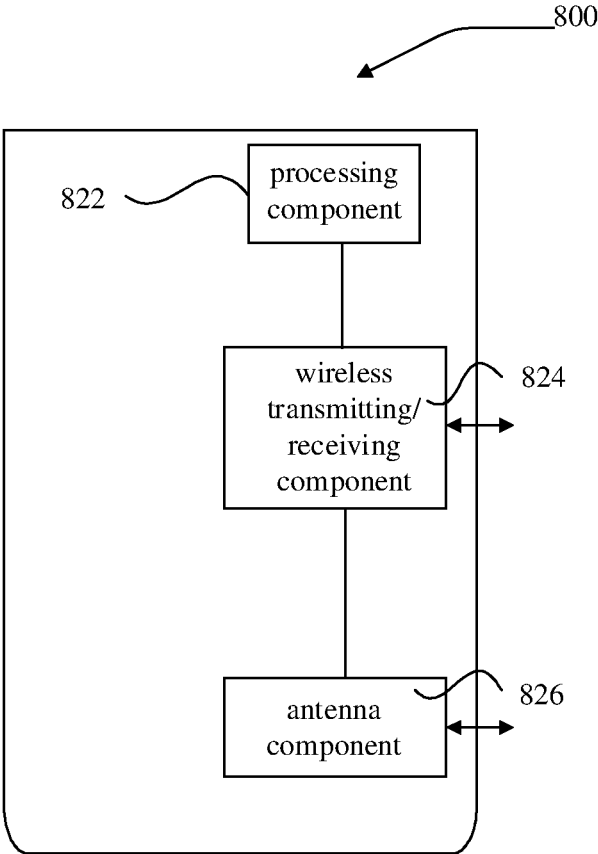 800
processing
component
822
wireless
transmitting/
receiving
component
824
antenna
component
826